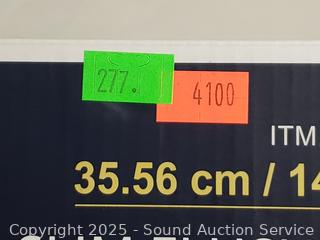 277.
4100
ITM
35.56 cm / 14
Copyright 2025 - Sound Auction Service